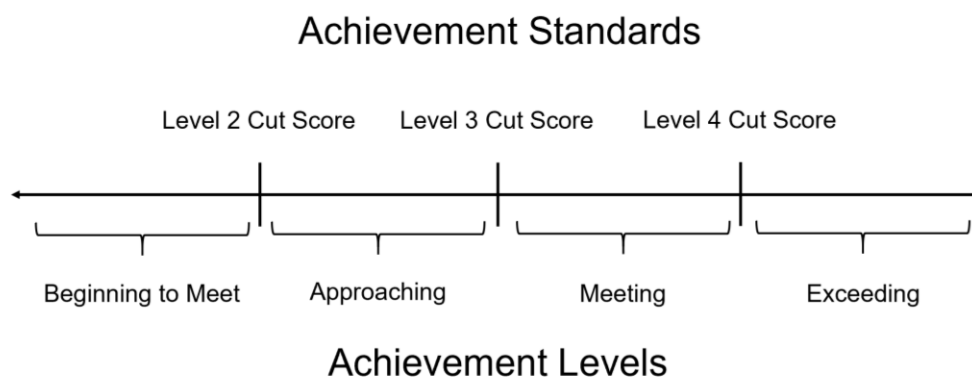 Achievement Standards
Level 2 Cut Score Level 3 Cut Score Level 4 Cut Score
Beginning to Meet Approaching Meeting Exceeding
Achievement Levels